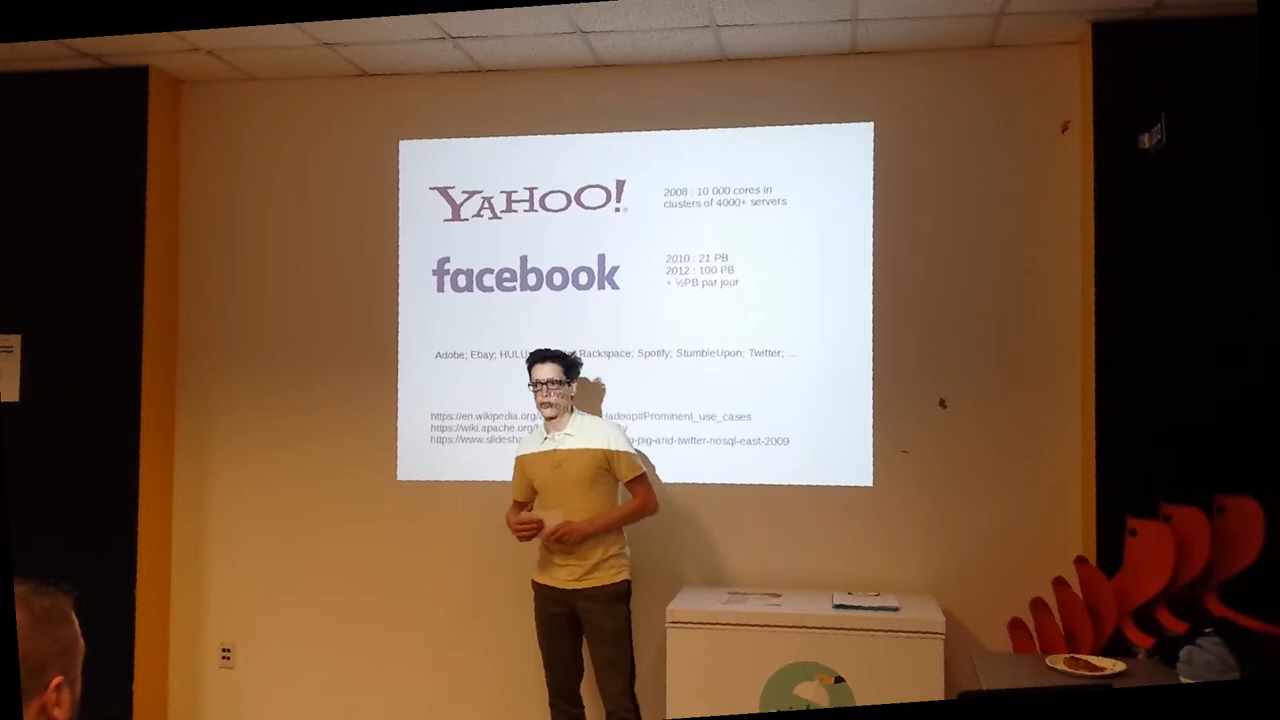 YAHOO!
2008 : 10 000 cores in
clusters of 4000+ servers
facebook
2010 : 21 PB
2012 : 100 PB
+ ½PB par jour
Adobe; Ebay; HULU; Rackspace; Spotify; StumbleUpon; Twitter; ...
https://en.wikipedia.org/ adoop#Prominent_use_cases
https://wiki.apache.org/
https://www.slidesha -pig-and-twitter-nosql-east-2009